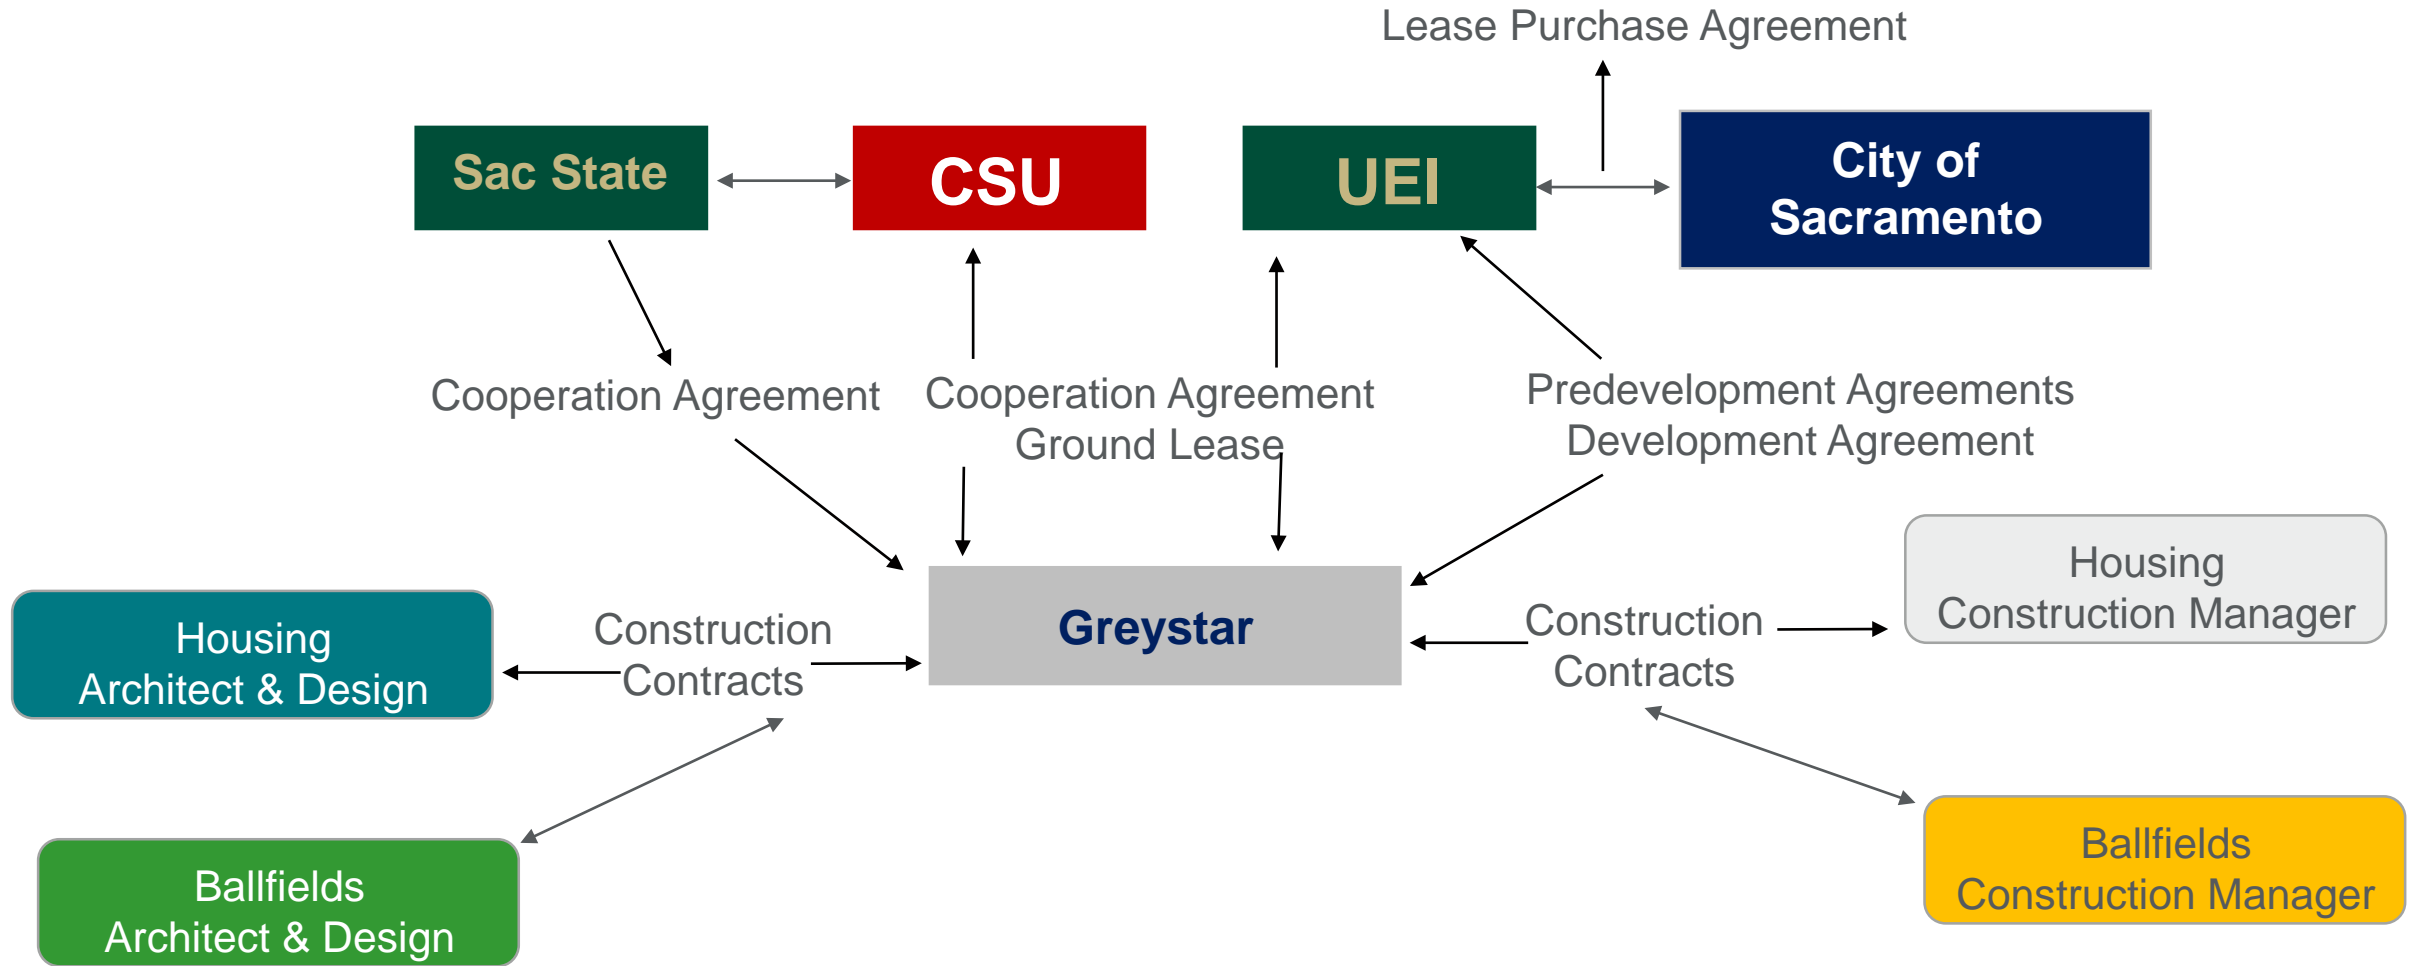 Lease Purchase Agreement
Sac State
CSU
UEI
City of
Sacramento
Cooperation Agreement
Cooperation Agreement
Ground Lease
Predevelopment Agreements
Development Agreement
Housing
Architect & Design
Construction
Contracts
Greystar
Construction
Contracts
Housing
Construction Manager
Ballfields
Architect & Design
Ballfields
Construction Manager